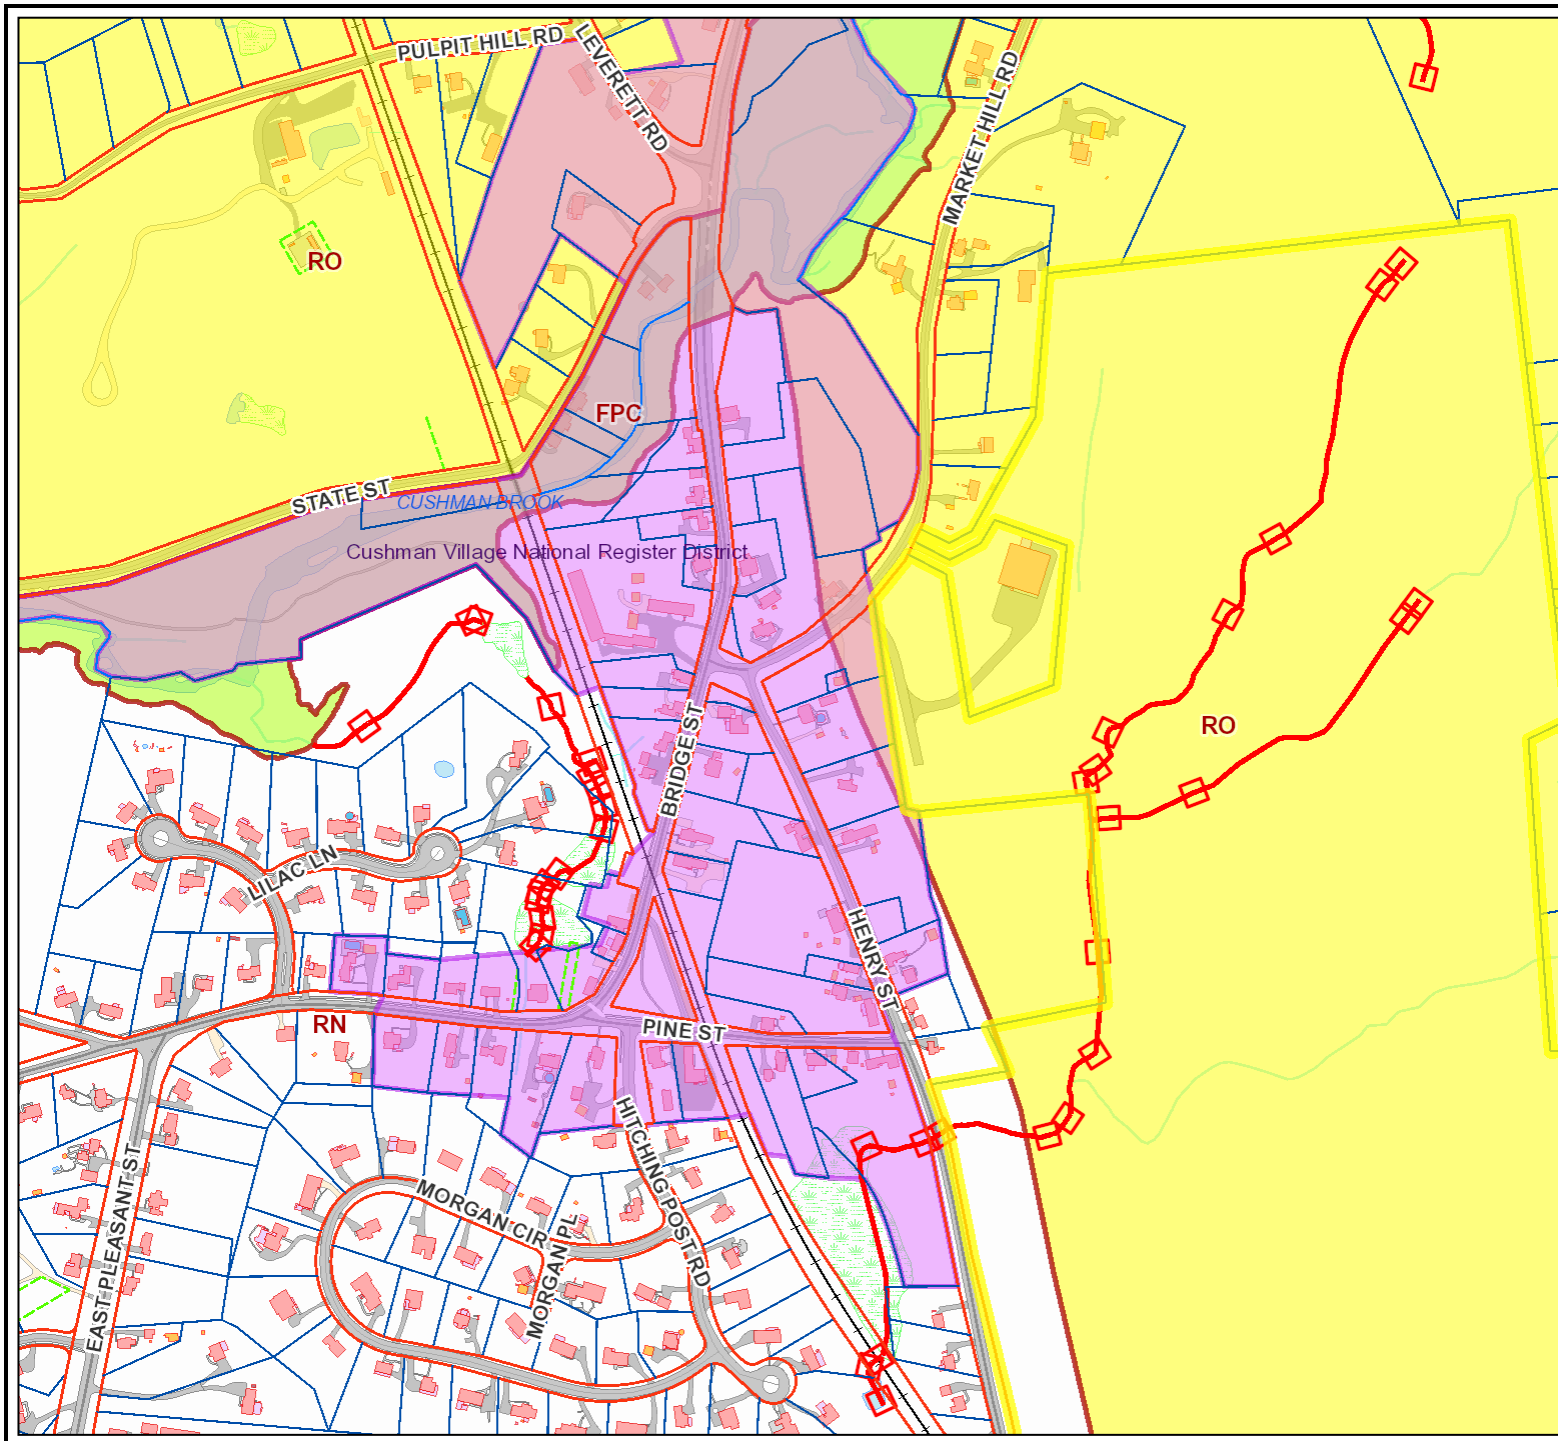 PULPIT HILL RD
LEVERETT RD
MARKET HILL RD
RO
FPC
STATE ST
CUSHMAN BROOK
Cushman Village National Register District
RO
BRIDGE ST
LILAC LN
HENRY ST
RN
PINE ST
HITCHING POST RD
EAST PLEASANT ST
MORGAN CIR
MORGAN PL